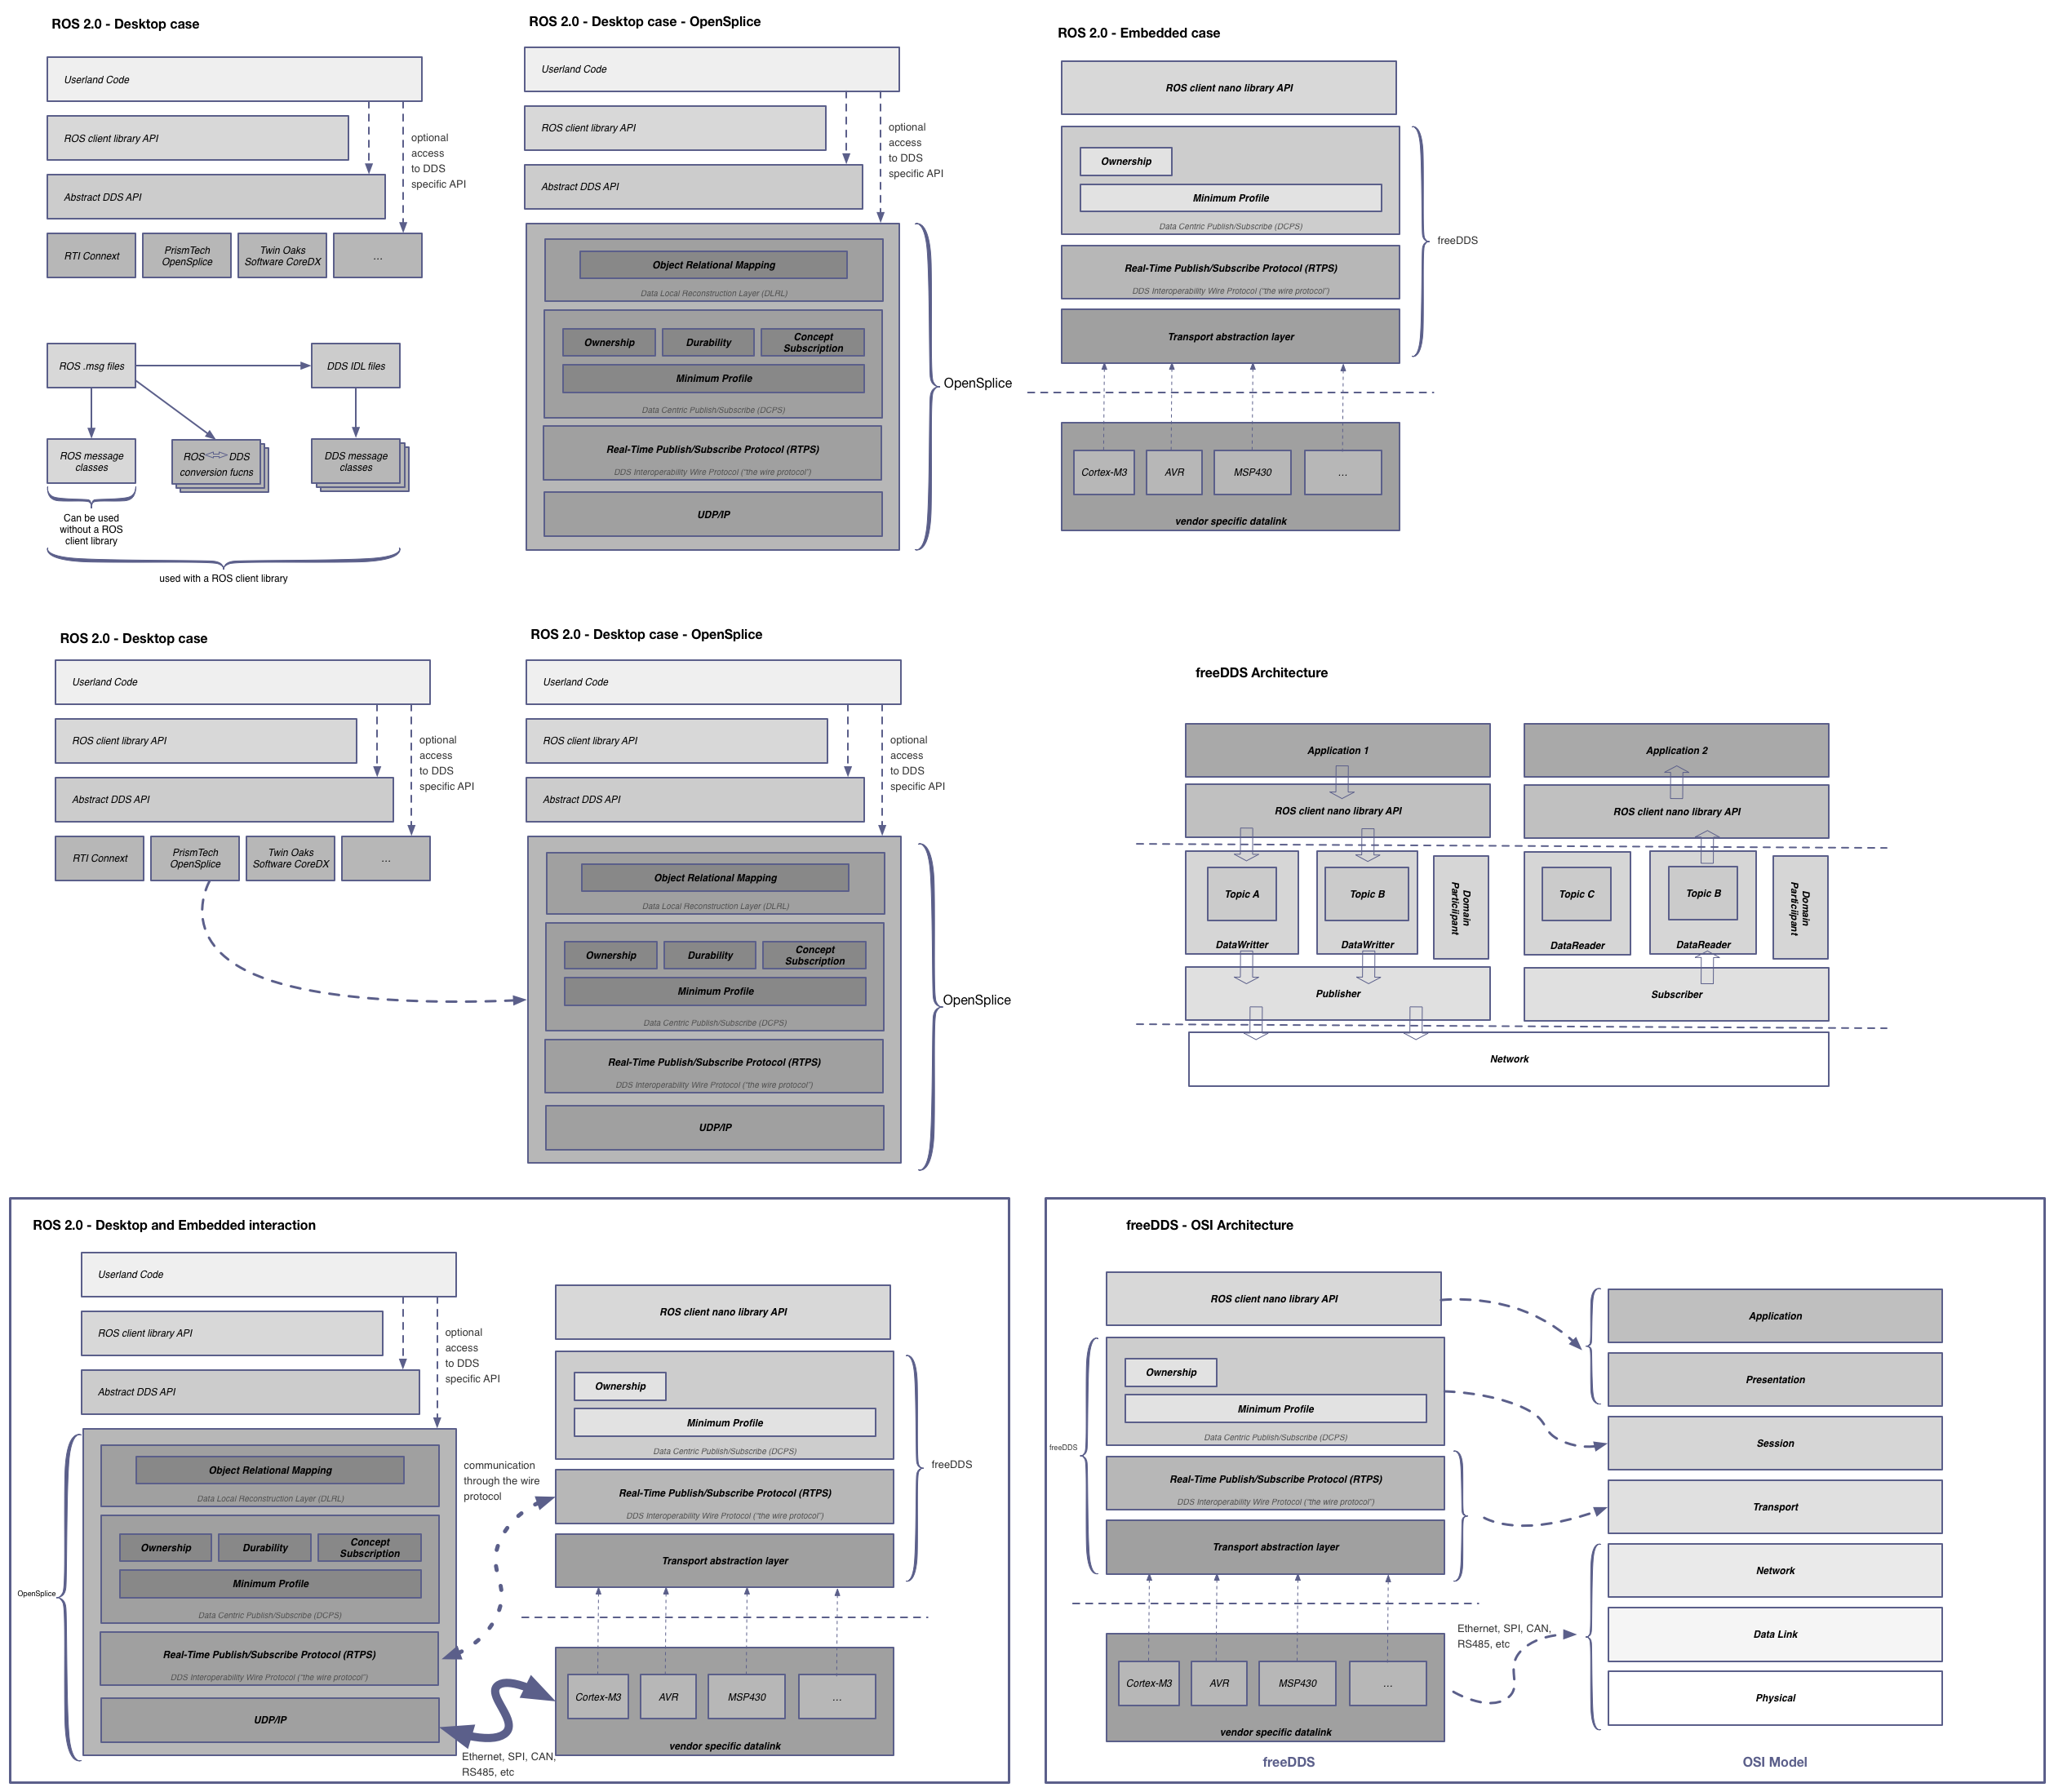 ROS 2.0 - Desktop case
Userland Code
ROS client library API
Abstract DDS API
optional
access
to DDS
specific API
RTI Connext
PrismTech
OpenSplice
Twin Oaks
Software CoreDX
...
ROS .msg files
DDS IDL files
ROS message
classes
ROS DDS
conversion fucns
DDS message
classes
Can be used
without a ROS
client library
used with a ROS client library
ROS 2.0 - Desktop case - OpenSplice
Userland Code
ROS client library API
Abstract DDS API
optional
access
to DDS
specific API
Object Relational Mapping
Data Local Reconstruction Layer (DLRL)
Ownership
Durability
Concept
Subscription
Minimum Profile
Data Centric Publish/Subscribe (DCPS)
Real-Time Publish/Subscribe Protocol (RTPS)
DDS Interoperability Wire Protocol ("the wire protocol")
UDP/IP
OpenSplice
ROS 2.0 - Embedded case
ROS client nano library API
Ownership
Minimum Profile
Data Centric Publish/Subscribe (DCPS)
Real-Time Publish/Subscribe Protocol (RTPS)
DDS Interoperability Wire Protocol ("the wire protocol")
Transport abstraction layer
freeDDS
Cortex-M3
AVR
MSP430
...
vendor specific datalink
ROS 2.0 - Desktop case
Userland Code
ROS client library API
Abstract DDS API
optional
access
to DDS
specific API
RTI Connext
PrismTech
OpenSplice
Twin Oaks
Software CoreDX
...
ROS 2.0 - Desktop case - OpenSplice
Userland Code
ROS client library API
Abstract DDS API
optional
access
to DDS
specific API
Object Relational Mapping
Data Local Reconstruction Layer (DLRL)
Ownership
Durability
Concept
Subscription
Minimum Profile
Data Centric Publish/Subscribe (DCPS)
Real-Time Publish/Subscribe Protocol (RTPS)
DDS Interoperability Wire Protocol ("the wire protocol")
UDP/IP
OpenSplice
freeDDS Architecture
Application 1
Application 2
ROS client nano library API
ROS client nano library API
Topic A
DataWritter
Topic B
DataWritter
Domain
Particiipant
Topic C
DataReader
Topic B
DataReader
Domain
Particiipant
Publisher
Subscriber
Network
ROS 2.0 - Desktop and Embedded interaction
Userland Code
ROS client library API
Abstract DDS API
optional
access
to DDS
specific API
OpenSplice
Object Relational Mapping
Data Local Reconstruction Layer (DLRL)
Ownership
Durability
Concept
Subscription
Minimum Profile
Data Centric Publish/Subscribe (DCPS)
Real-Time Publish/Subscribe Protocol (RTPS)
DDS Interoperability Wire Protocol ("the wire protocol")
UDP/IP
communication
through the wire
protocol
Ethernet, SPI, CAN,
RS485, etc
ROS client nano library API
Ownership
Minimum Profile
Data Centric Publish/Subscribe (DCPS)
Real-Time Publish/Subscribe Protocol (RTPS)
DDS Interoperability Wire Protocol ("the wire protocol")
Transport abstraction layer
freeDDS
Cortex-M3
AVR
MSP430
...
vendor specific datalink
freeDDS - OSI Architecture
ROS client nano library API
freeDDS
Ownership
Minimum Profile
Data Centric Publish/Subscribe (DCPS)
Real-Time Publish/Subscribe Protocol (RTPS)
DDS Interoperability Wire Protocol ("the wire protocol")
Transport abstraction layer
Cortex-M3
AVR
MSP430
...
vendor specific datalink
freeDDS
Ethernet, SPI, CAN,
RS485, etc
Application
Presentation
Session
Transport
Network
Data Link
Physical
OSI Model